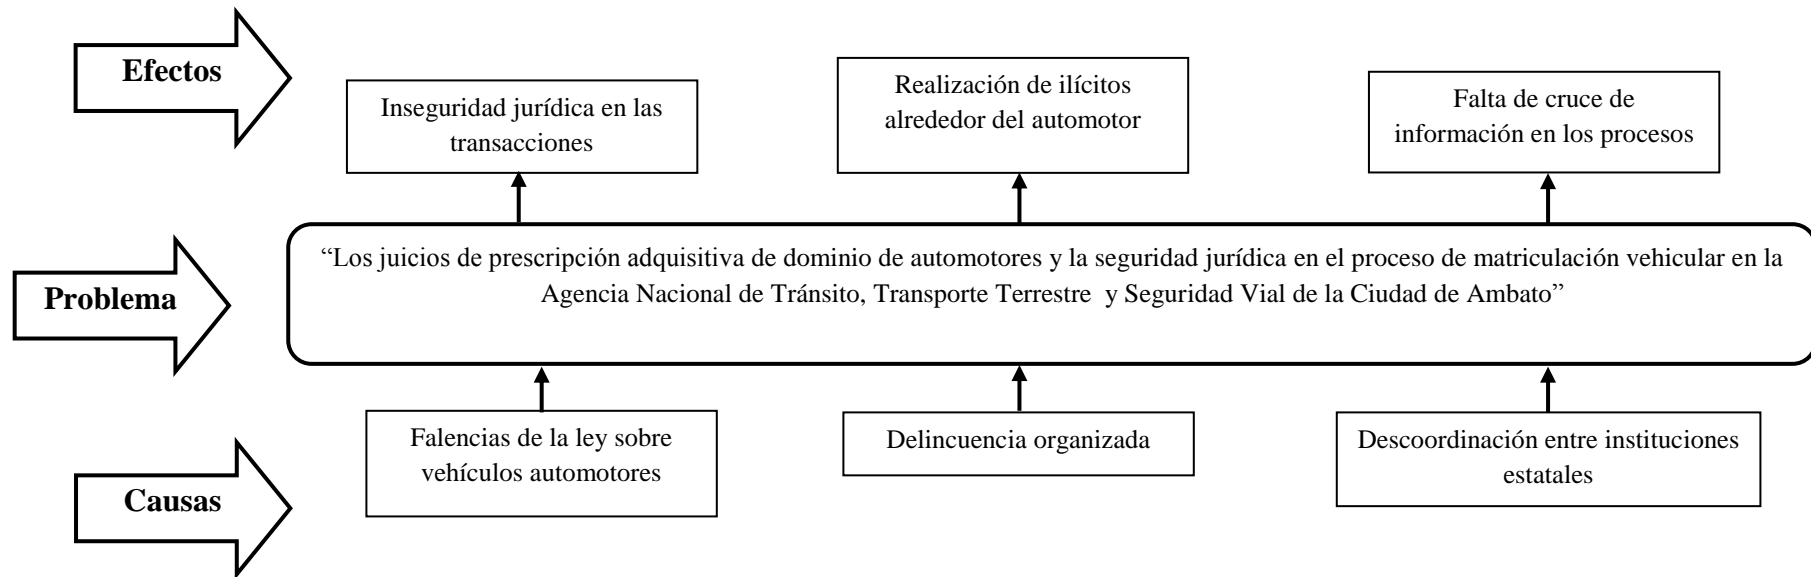 Efectos
Inseguridad jurídica en las
transacciones
Realización de ilícitos
alrededor del automotor
Falta de cruce de
información en los procesos
Problema
“Los juicios de prescripción adquisitiva de dominio de automotores y la seguridad jurídica en el proceso de matriculación vehicular en la
Agencia Nacional de Tránsito, Transporte Terrestre  y Seguridad Vial de la Ciudad de Ambato”
Causas
Falencias de la ley sobre
vehículos automotores
Delincuencia organizada
Descoordinación entre instituciones
estatales